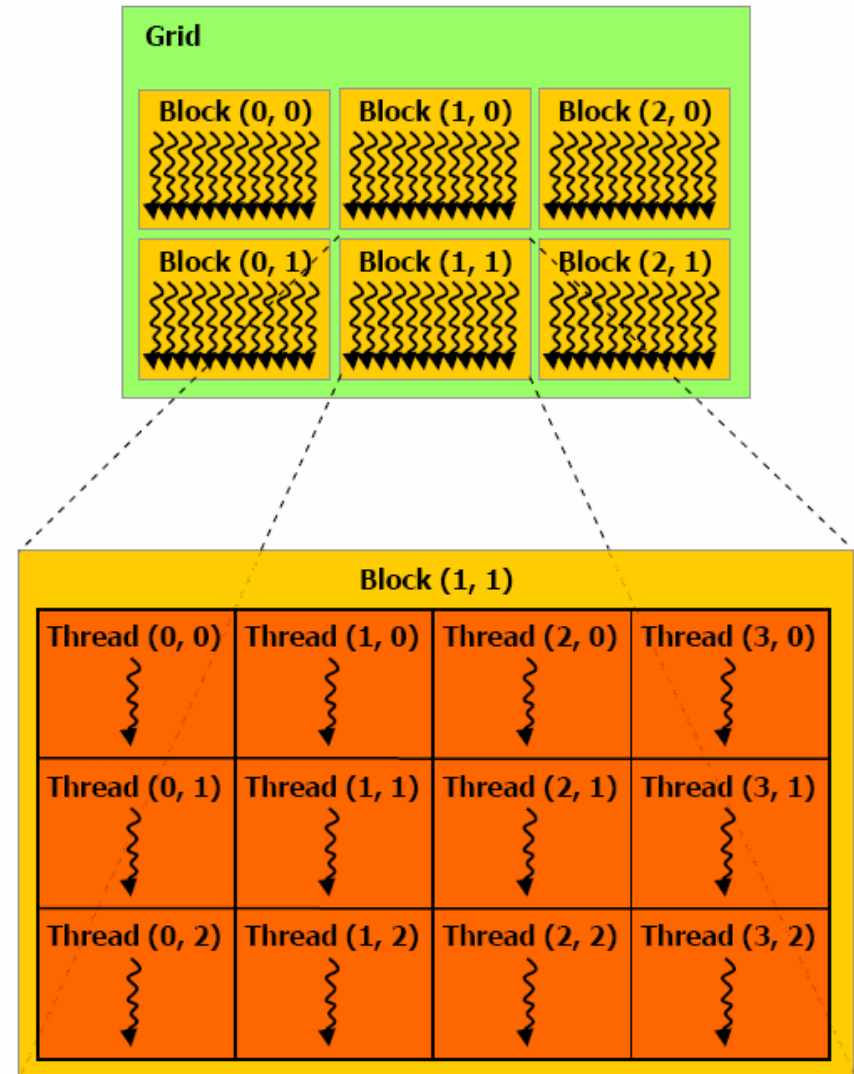 Grid
Block (0, 0) Block (1, 0) Block (2, 0)
Block (0, 1) Block (1, 1) Block (2, 1)
Block (1, 1)
Thread (0, 0) Thread (1, 0) Thread (2, 0) Thread (3, 0)
Thread (0, 1) Thread (1, 1) Thread (2, 1) Thread (3, 1)
Thread (0, 2) Thread (1, 2) Thread (2, 2) Thread (3, 2)